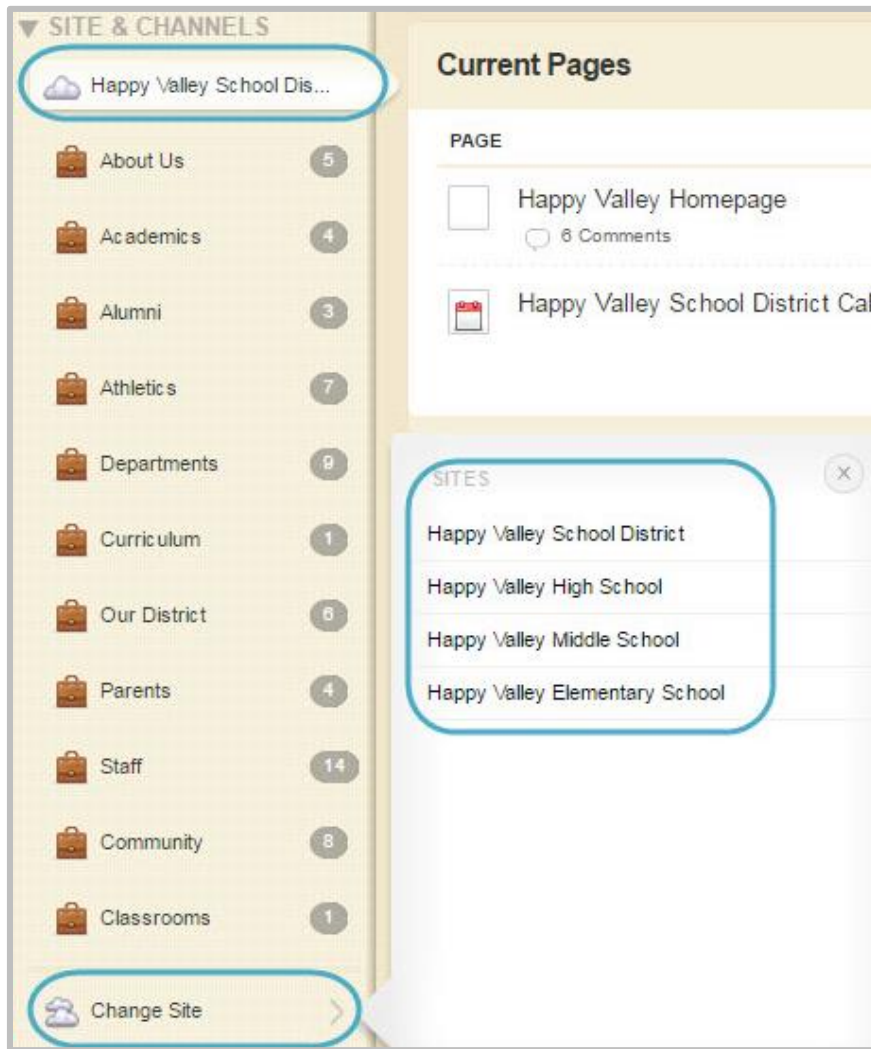 SITE & CHANNELS
Happy Valley School Dis...
About Us 5
Academics 4
Alumni 3
Athletics 7
Departments 9
Curriculum 1
Our District 6
Parents 4
Staff 14
Community 8
Classrooms 1
Change Site
Current Pages
PAGE
Happy Valley Homepage
6 Comments
Happy Valley School District Cal
SITES
Happy Valley School District
Happy Valley High School
Happy Valley Middle School
Happy Valley Elementary School